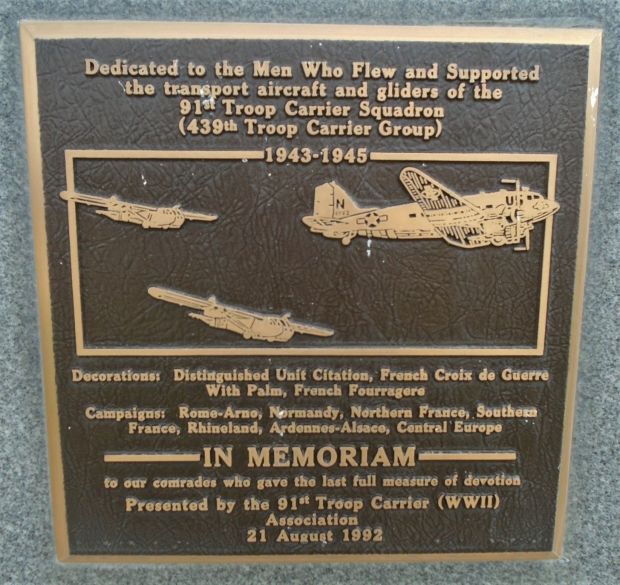 Dedicated to the Men Who Flew and Supported
the transport aircraft and gliders of the
91st Troop Carrier Squadron
(439th Troop Carrier Group)
1943-1945
N
U
Decorations: Distinguished Unit Citation, French Croix de Guerre
With Palm, French Fourragere
Campaigns: Rome-Arno, Normandy, Northern France, Southern
France, Rhineland, Ardennes-Alsace, Central Europe
IN MEMORIAM
to our comrades who gave the last full measure of devotion
Presented by the 91st Troop Carrier (WWII)
Association
21 August 1992